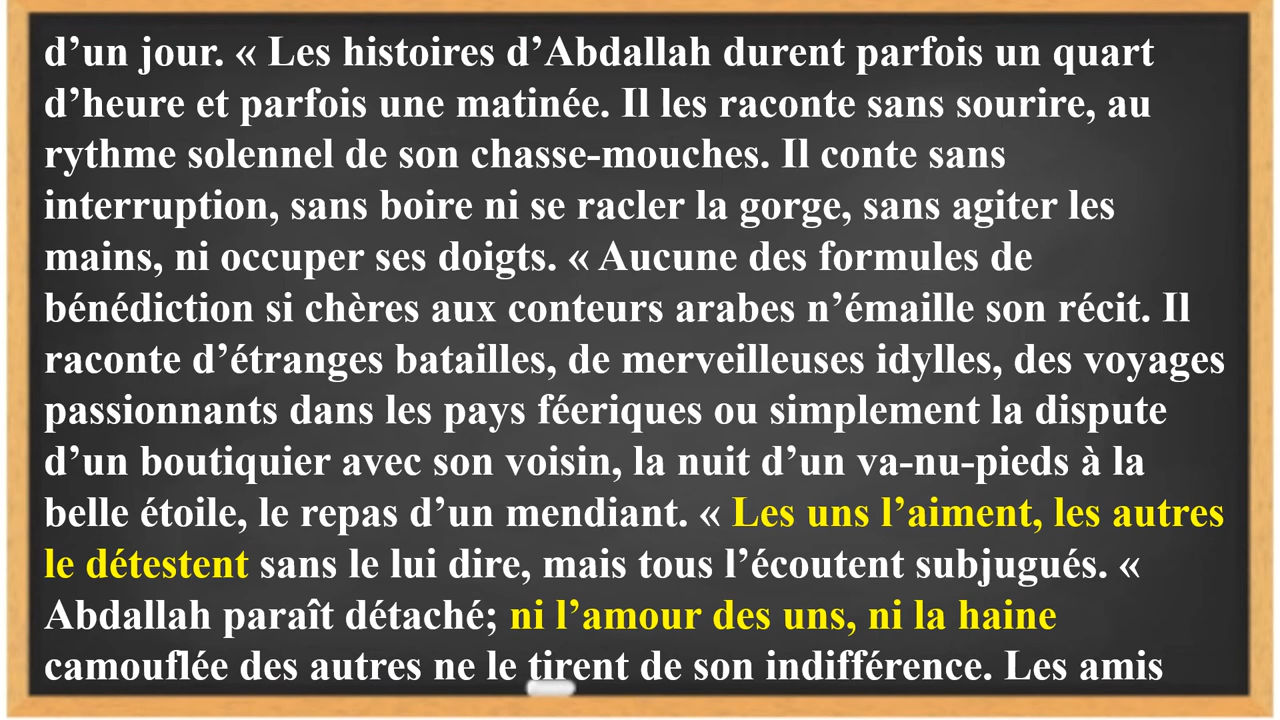 d’un jour. « Les histoires d’Abdallah durent parfois un quart
d’heure et parfois une matinée. Il les raconte sans sourire, au
rythme solennel de son chasse-mouches. Il conte sans
interruption, sans boire ni se racler la gorge, sans agiter les
mains, ni occuper ses doigts. « Aucune des formules de
bénédiction si chères aux conteurs arabes n’émaille son récit. Il
raconte d’étranges batailles, de merveilleuses idylles, des voyages
passionnants dans les pays féeriques ou simplement la dispute
d’un boutiquier avec son voisin, la nuit d’un va-nu-pieds à la
belle étoile, le repas d’un mendiant. « Les uns l’aiment, les autres
le détestent sans le lui dire, mais tous l’écoutent subjugués. «
Abdallah paraît détaché; ni l’amour des uns, ni la haine
camouflée des autres ne le tirent de son indifférence. Les amis